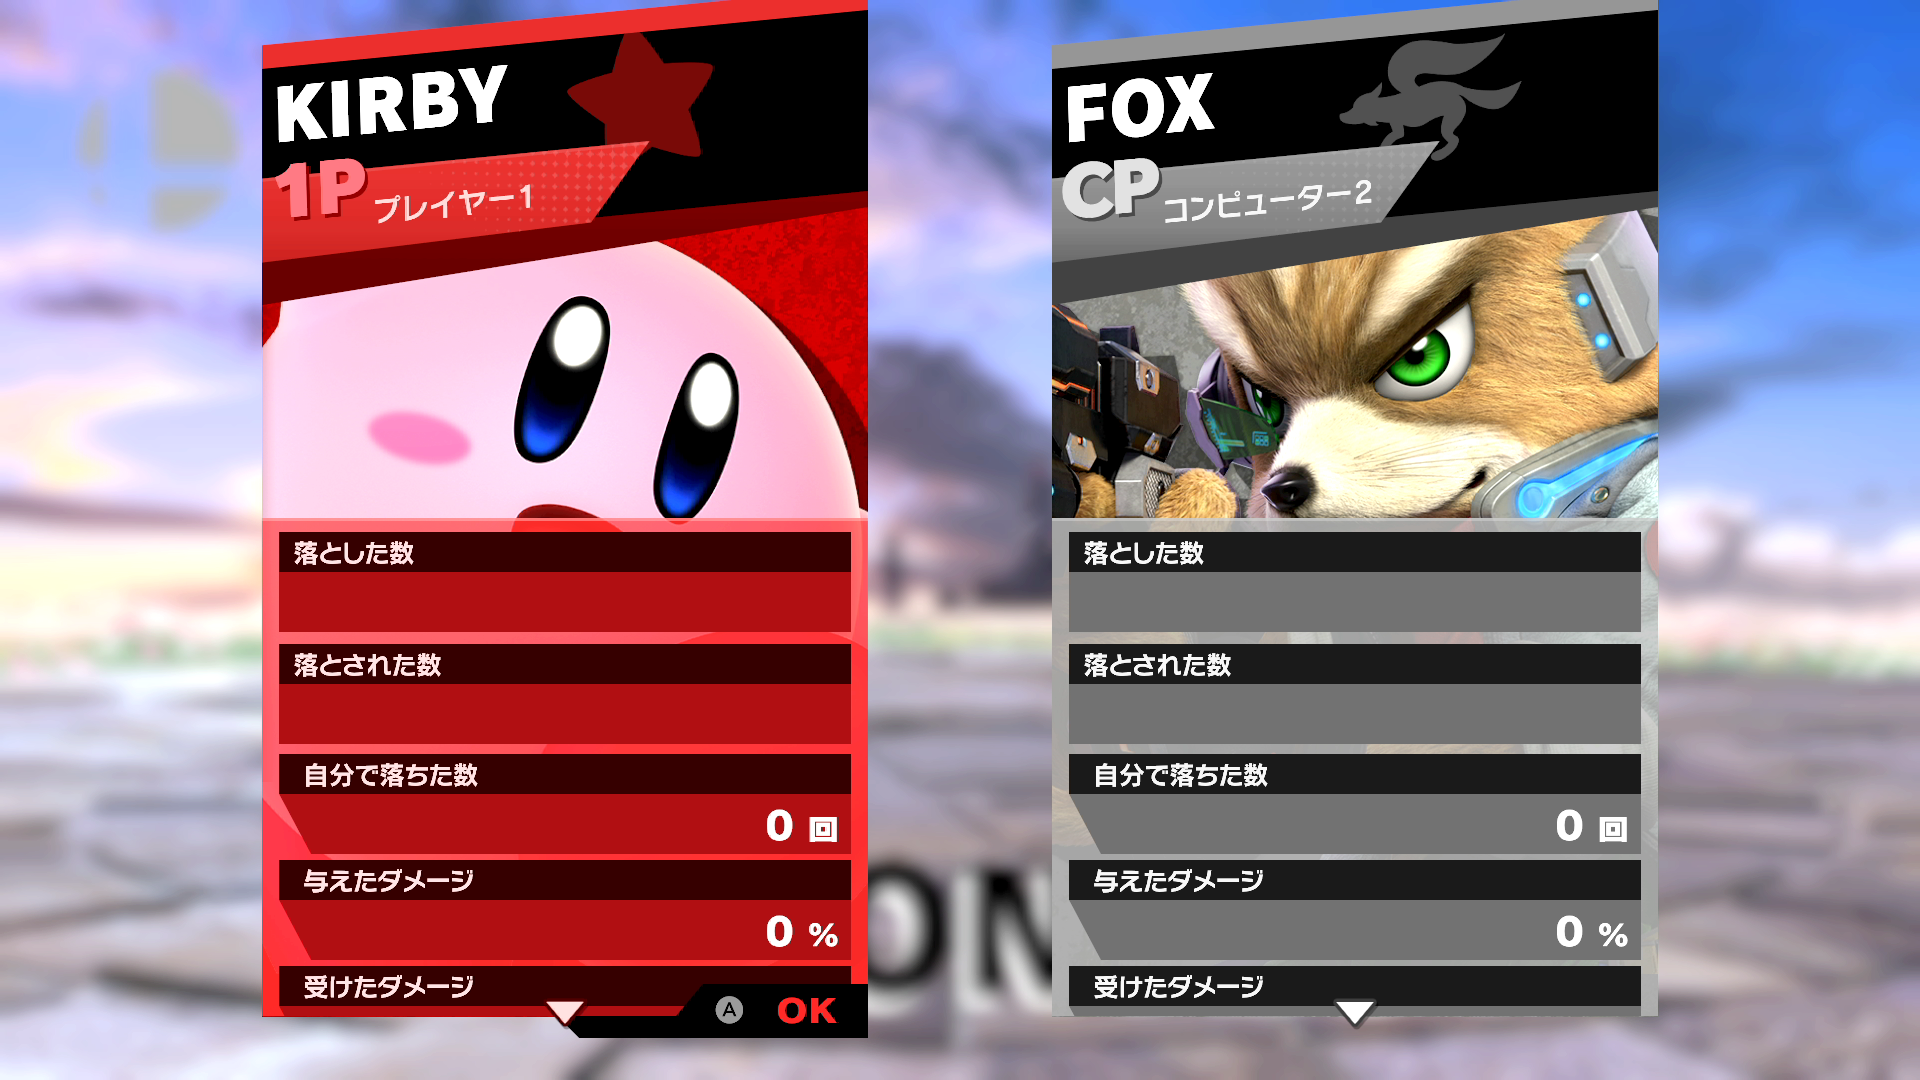 KIRBY
1P プレイヤー1
落とした数
落とされた数
自分で落ちた数
0 回
与えたダメージ
0 %
受けたダメージ
A OK
FOX
CP コンピューター2
落とした数
落とされた数
自分で落ちた数
0 回
与えたダメージ
0 %
受けたダメージ
ON